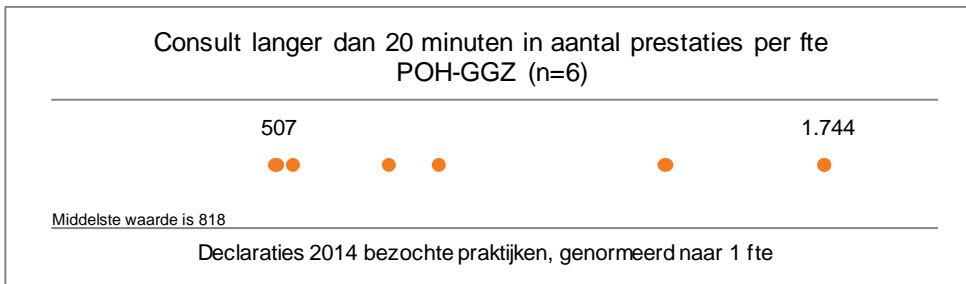 Consult langer dan 20 minuten in aantal prestaties per fte
POH-GGZ (n=6)
507 1.744
Middelste waarde is 818
Declaraties 2014 bezochte praktijken, genormeerd naar 1 fte